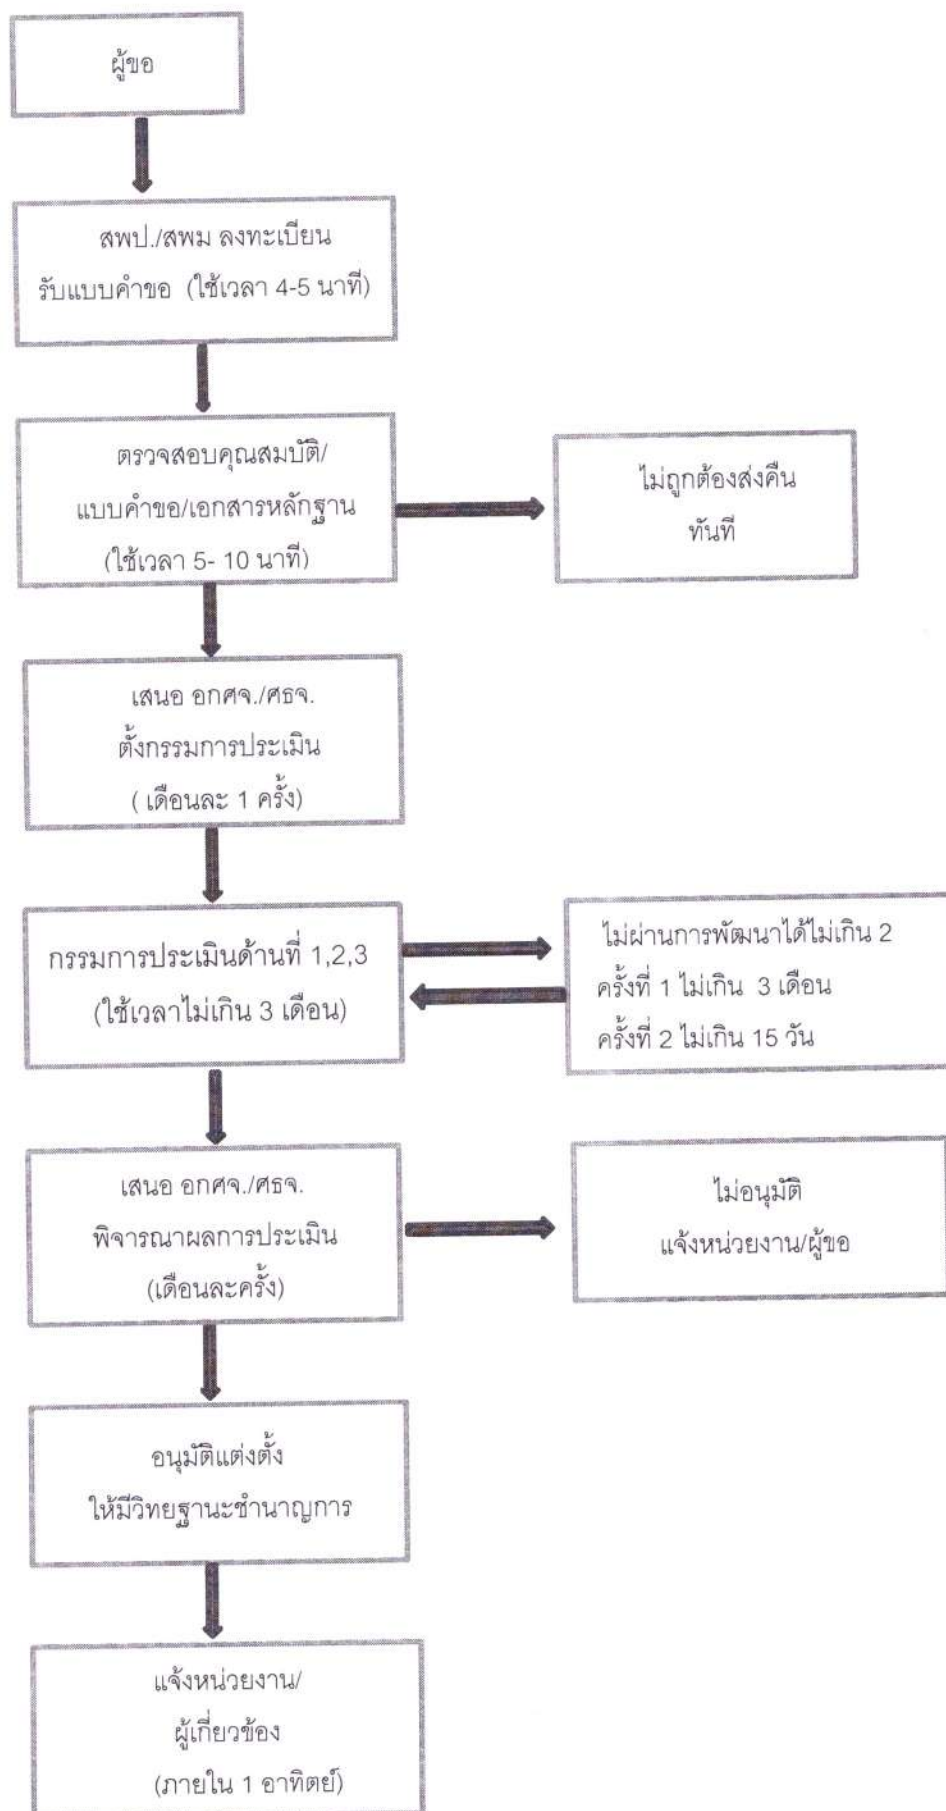 ผู้ขอ
สพป./สพม ลงทะเบียน
รับแบบคำขอ (ใช้เวลา 4-5 นาที)
ตรวจสอบคุณสมบัติ/
แบบคำขอ/เอกสารหลักฐาน
(ใช้เวลา 5- 10 นาที)
ไม่ถูกต้องส่งคืน
ทันที
เสนอ อกศจ./ศธจ.
ตั้งกรรมการประเมิน
( เดือนละ 1 ครั้ง)
กรรมการประเมินด้านที่ 1,2,3
(ใช้เวลาไม่เกิน 3 เดือน)
ไม่ผ่านการพัฒนาได้ไม่เกิน 2
ครั้งที่ 1 ไม่เกิน 3 เดือน
ครั้งที่ 2 ไม่เกิน 15 วัน
เสนอ อกศจ./ศธจ.
พิจารณาผลการประเมิน
(เดือนละครั้ง)
ไม่อนุมัติ
แจ้งหน่วยงาน/ผู้ขอ
อนุมัติแต่งตั้ง
ให้มีวิทยฐานะชำนาญการ
แจ้งหน่วยงาน/
ผู้เกี่ยวข้อง
(ภายใน 1 อาทิตย์)